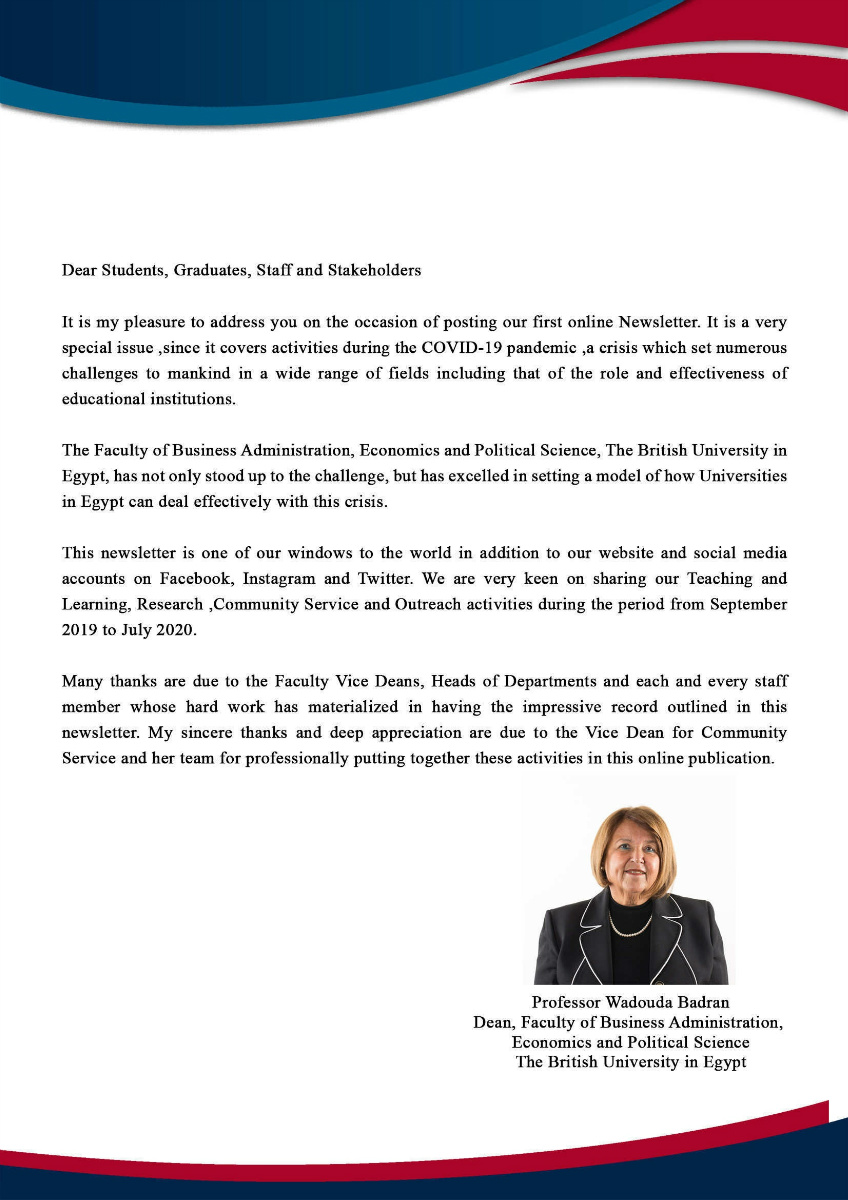 Dear Students, Graduates, Staff and Stakeholders
It is my pleasure to address you on the occasion of posting our first online Newsletter. It is a very
special issue ,since it covers activities during the COVID-19 pandemic ,a crisis which set numerous
challenges to mankind in a wide range of fields including that of the role and effectiveness of
educational institutions.
The Faculty of Business Administration, Economics and Political Science, The British University in
Egypt, has not only stood up to the challenge, but has excelled in setting a model of how Universities
in Egypt can deal effectively with this crisis.
This newsletter is one of our windows to the world in addition to our website and social media
accounts on Facebook, Instagram and Twitter. We are very keen on sharing our Teaching and
Learning, Research ,Community Service and Outreach activities during the period from September
2019 to July 2020.
Many thanks are due to the Faculty Vice Deans, Heads of Departments and each and every staff
member whose hard work has materialized in having the impressive record outlined in this
newsletter. My sincere thanks and deep appreciation are due to the Vice Dean for Community
Service and her team for professionally putting together these activities in this online publication.
Professor Wadouda Badran
Dean, Faculty of Business Administration,
Economics and Political Science
The British University in Egypt